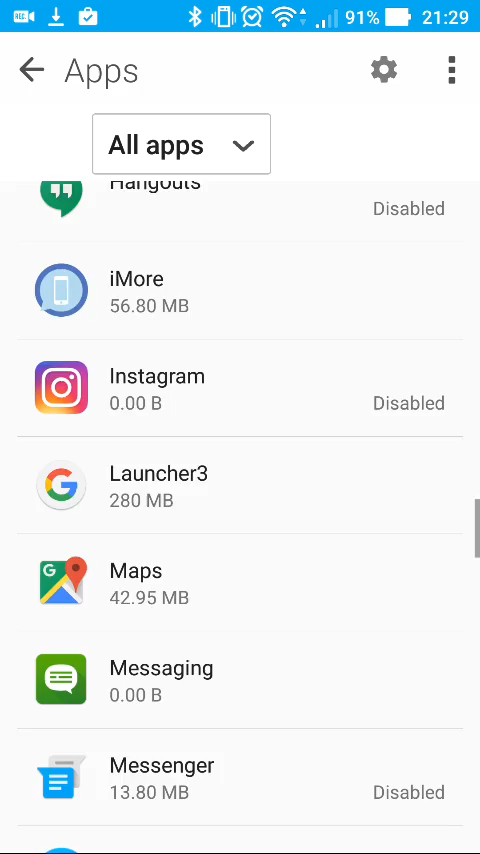 REC 91% 21:29
Apps
All apps
Hangouts
Disabled
iMore
56.80 MB
Instagram
0.00 B
Disabled
Launcher3
280 MB
Maps
42.95 MB
Messaging
0.00 B
Messenger
13.80 MB
Disabled